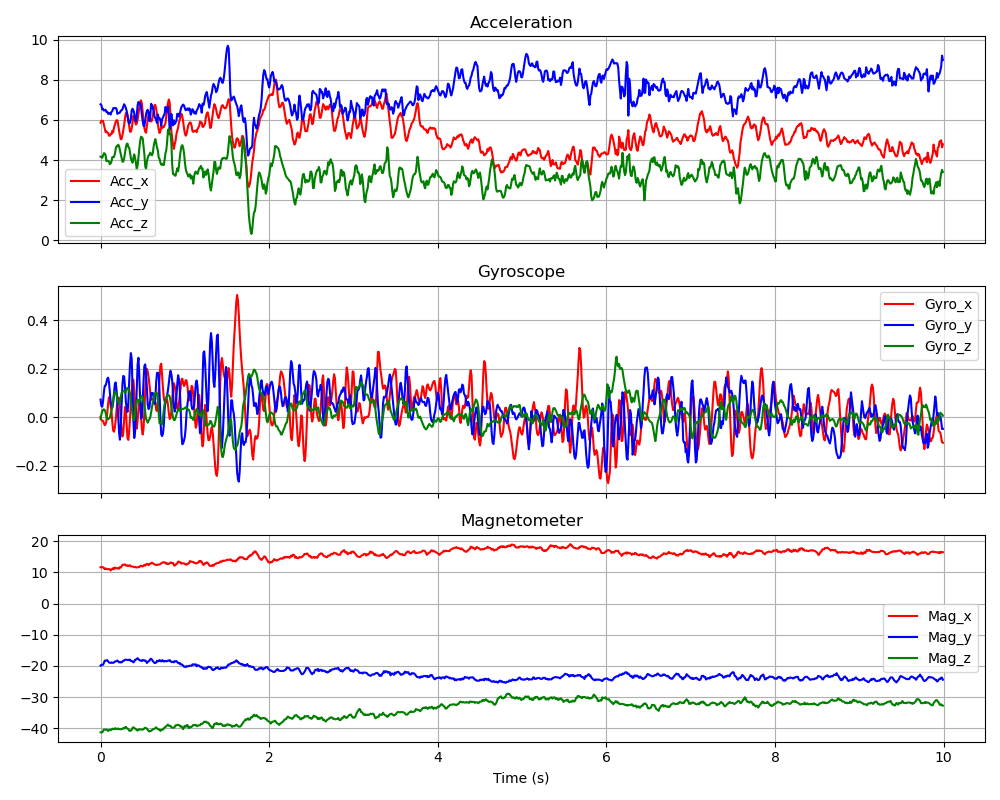 Acceleration
10
8
6
4
2
0
Acc_x
Acc_y
Acc_z
Gyroscope
0.4
0.2
0.0
−0.2
Gyro_x
Gyro_y
Gyro_z
Magnetometer
20
10
0
−10
−20
−30
−40
Mag_x
Mag_y
Mag_z
0 2 4 6 8 10
Time (s)